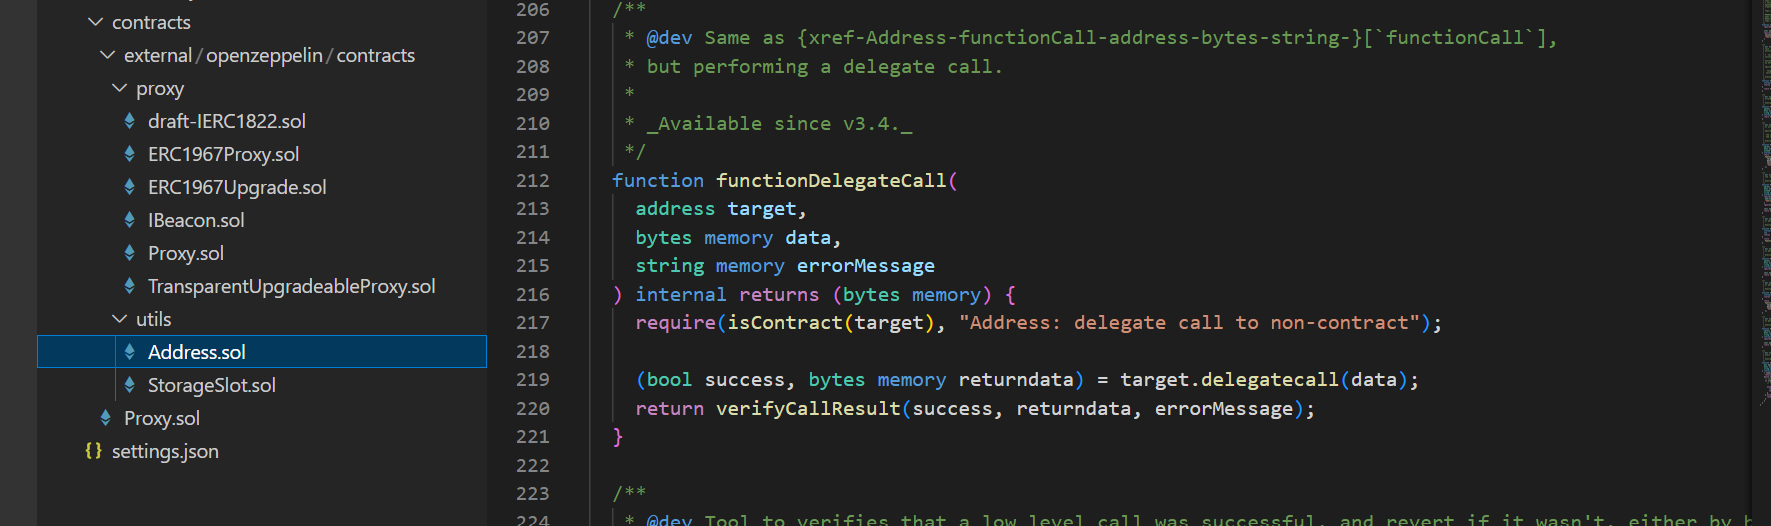 contracts
external/openzeppelin/contracts
proxy
draft-IERC1822.sol
ERC1967Proxy.sol
ERC1967Upgrade.sol
IBeacon.sol
Proxy.sol
TransparentUpgradeableProxy.sol
utils
Address.sol
StorageSlot.sol
Proxy.sol
{} settings.json
206 /**
207 * @dev Same as {xref-Address-functionCall-address-bytes-string-}[`functionCall`],
208 * but performing a delegate call.
209 *
210 * _Available since v3.4._
211 */
212 function functionDelegateCall(
213 address target,
214 bytes memory data,
215 string memory errorMessage
216 ) internal returns (bytes memory) {
217 require(isContract(target), "Address: delegate call to non-contract");
218
219 (bool success, bytes memory returndata) = target.delegatecall(data);
220 return verifyCallResult(success, returndata, errorMessage);
221 }
222
223 /**
224 * @dev Tool to verifies that a low level call was successful, and revert if it wasn't, either by